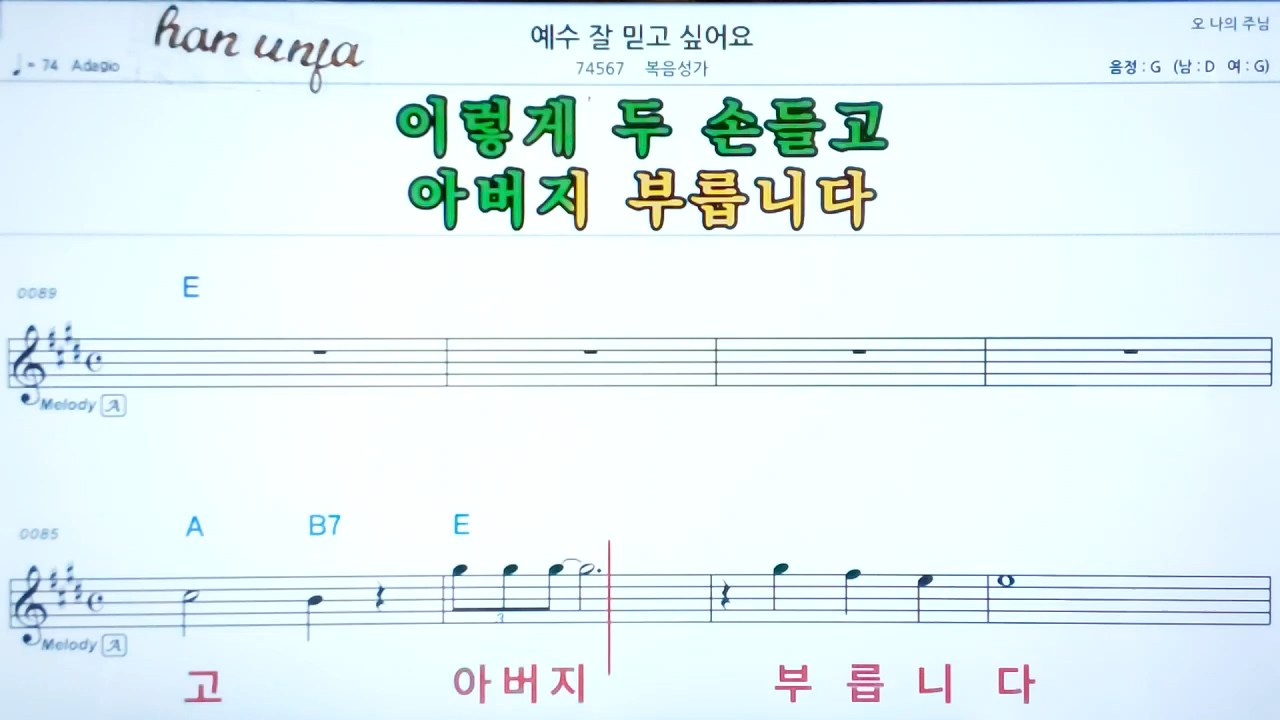 han unja
예수 잘 믿고 싶어요
오 나의 주님
♩= 74 Adagio
74567 복음성가
음정 : G (남 : D 여 : G)
이렇게 두 손들고
아버지 부릅니다
0089
E
Melody A
0085
A B7 E
3
Melody A
고 아버지 부 릅 니 다